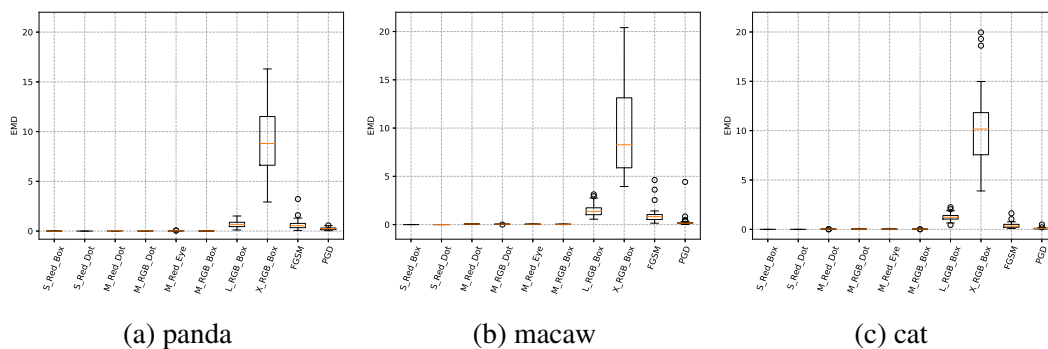 20
15
10
5
0
EMD
S_Red_Box
S_Red_Dot
M_Red_Dot
M_RGB_Dot
M_Red_Eye
M_RGB_Box
L_RGB_Box
X_RGB_Box
FGSM
PGD
(a) panda
20
15
10
5
0
EMD
S_Red_Box
S_Red_Dot
M_Red_Dot
M_RGB_Dot
M_Red_Eye
M_RGB_Box
L_RGB_Box
X_RGB_Box
FGSM
PGD
(b) macaw
20
15
10
5
0
EMD
S_Red_Box
S_Red_Dot
M_Red_Dot
M_RGB_Dot
M_Red_Eye
M_RGB_Box
L_RGB_Box
X_RGB_Box
FGSM
PGD
(c) cat